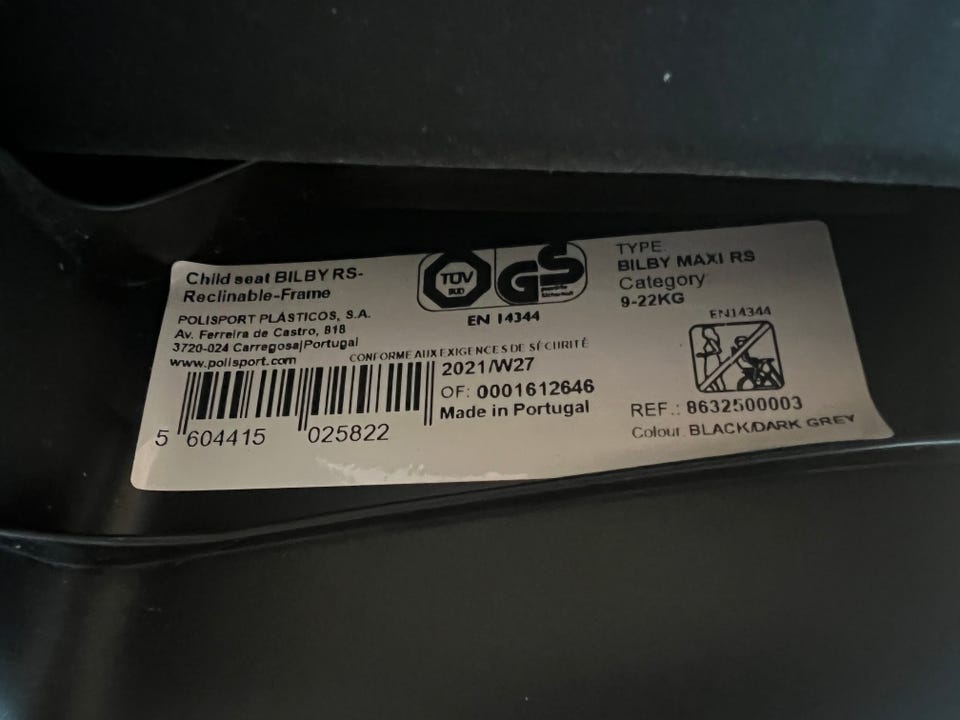 Child seat BILBY RS-
Reclinable-Frame
POLISPORT PLÁSTICOS, S.A.
Av. Ferreira de Castro, 818
3720-024 Carregosa|Portugal
www.polisport.com
CONFORME AUX EXIGENCES DE SÉCURITÉ
5 604415 025822
TÜV
SÜD
GS
EN 14344
2021/W27
OF: 0001612646
Made in Portugal
TYPE:
BILBY MAXI RS
Category
9-22KG
EN14344
REF.: 8632500003
Colour: BLACK/DARK GREY